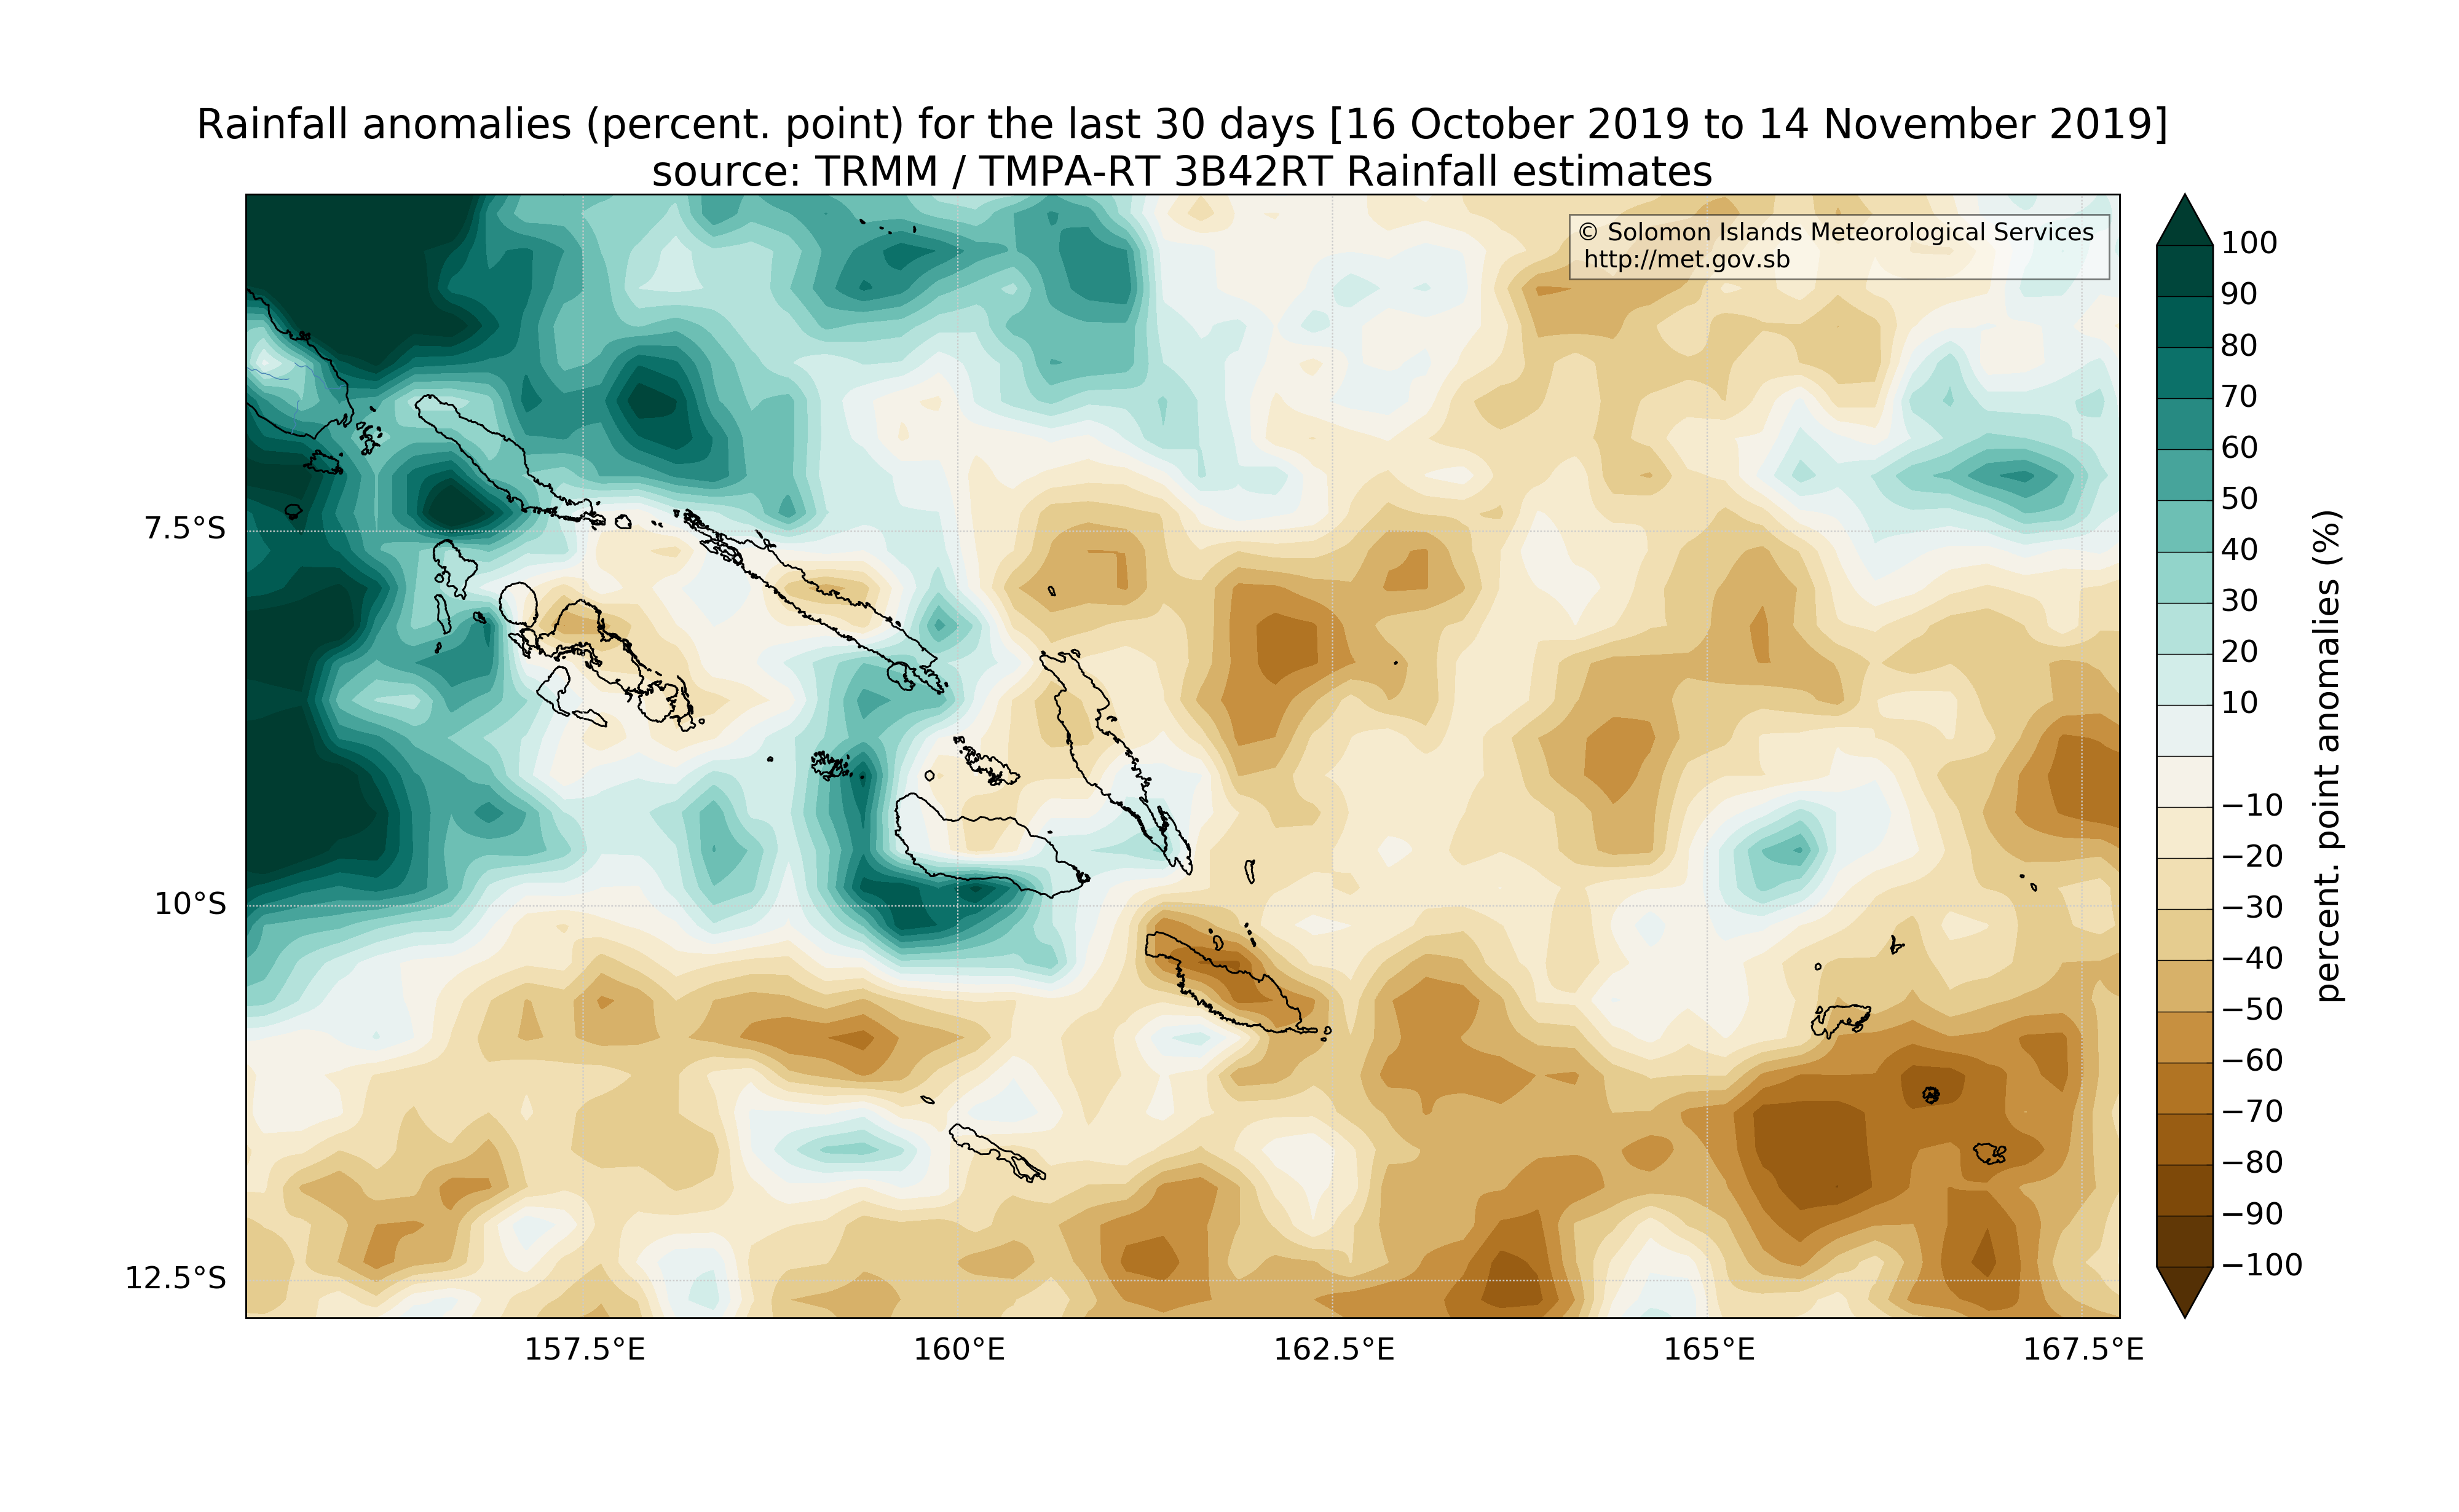 Rainfall anomalies (percent. point) for the last 30 days [16 October 2019 to 14 November 2019]
source: TRMM / TMPA-RT 3B42RT Rainfall estimates
© Solomon Islands Meteorological Services
http://met.gov.sb
7.5°S
10°S
12.5°S
157.5°E
160°E
162.5°E
165°E
167.5°E
100
90
80
70
60
50
40
30
20
10
−10
−20
−30
−40
−50
−60
−70
−80
−90
−100
percent. point anomalies (%)